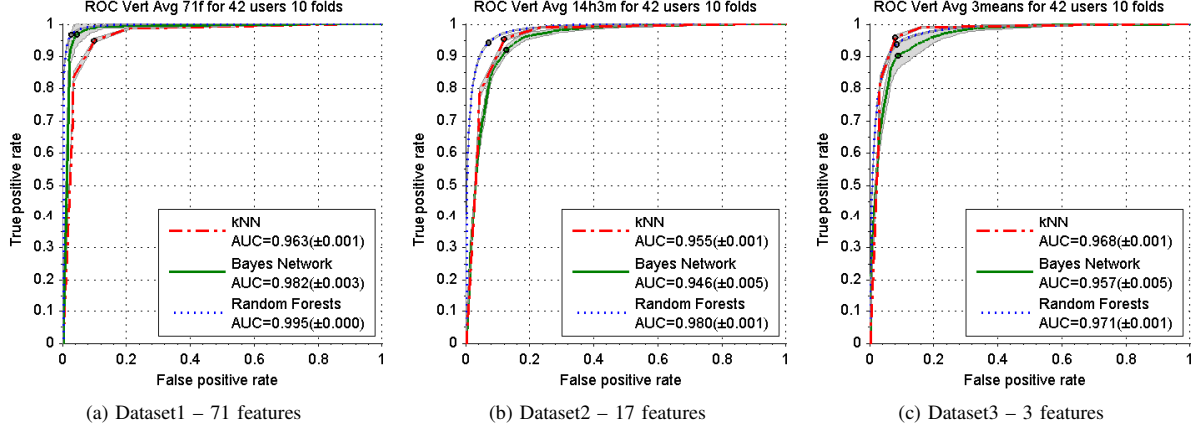 ROC Vert Avg 71f for 42 users 10 folds
1
0.9
0.8
0.7
0.6
0.5
0.4
0.3
0.2
0.1
0
True positive rate
kNN
AUC=0.963(±0.001)
Bayes Network
AUC=0.982(±0.003)
Random Forests
AUC=0.995(±0.000)
0 0.2 0.4 0.6 0.8 1
False positive rate
(a) Dataset1 – 71 features
ROC Vert Avg 14h3m for 42 users 10 folds
1
0.9
0.8
0.7
0.6
0.5
0.4
0.3
0.2
0.1
0
True positive rate
kNN
AUC=0.955(±0.001)
Bayes Network
AUC=0.946(±0.005)
Random Forests
AUC=0.980(±0.001)
0 0.2 0.4 0.6 0.8 1
False positive rate
(b) Dataset2 – 17 features
ROC Vert Avg 3means for 42 users 10 folds
1
0.9
0.8
0.7
0.6
0.5
0.4
0.3
0.2
0.1
0
True positive rate
kNN
AUC=0.968(±0.001)
Bayes Network
AUC=0.957(±0.005)
Random Forests
AUC=0.971(±0.001)
0 0.2 0.4 0.6 0.8 1
False positive rate
(c) Dataset3 – 3 features